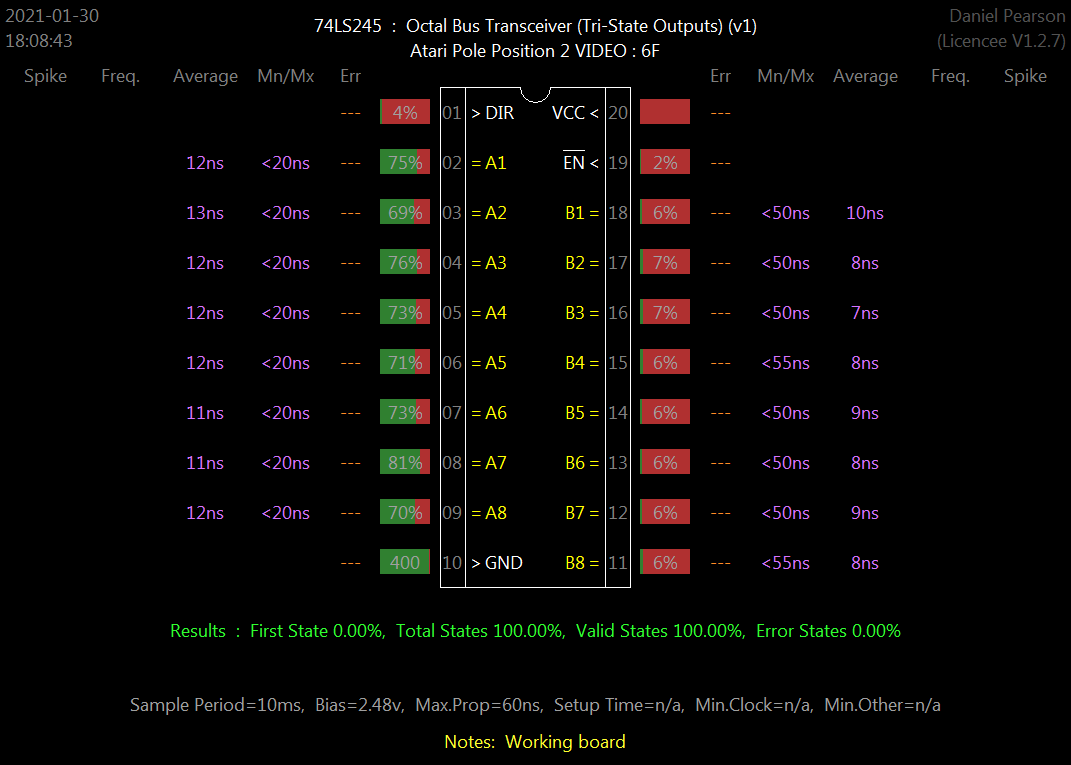 2021-01-30 74LS245 : Octal Bus Transceiver (Tri-State Outputs) (v1) Daniel Pearson
18:08:43 Atari Pole Position 2 VIDEO : 6F (Licencee V1.2.7)
Spike Freq. Average Mn/Mx Err Err Mn/Mx Average Freq. Spike
--- 4% 01 > DIR VCC < 20 ---
12ns <20ns --- 75% 02 = A1 EN < 19 2% ---
13ns <20ns --- 69% 03 = A2 B1 = 18 6% --- <50ns 10ns
12ns <20ns --- 76% 04 = A3 B2 = 17 7% --- <50ns 8ns
12ns <20ns --- 73% 05 = A4 B3 = 16 7% --- <50ns 7ns
12ns <20ns --- 71% 06 = A5 B4 = 15 6% --- <55ns 8ns
11ns <20ns --- 73% 07 = A6 B5 = 14 6% --- <50ns 9ns
11ns <20ns --- 81% 08 = A7 B6 = 13 6% --- <50ns 8ns
12ns <20ns --- 70% 09 = A8 B7 = 12 6% --- <50ns 9ns
--- 400 10 > GND B8 = 11 6% --- <55ns 8ns
Results : First State 0.00%, Total States 100.00%, Valid States 100.00%, Error States 0.00%
Sample Period=10ms, Bias=2.48v, Max.Prop=60ns, Setup Time=n/a, Min.Clock=n/a, Min.Other=n/a
Notes: Working board